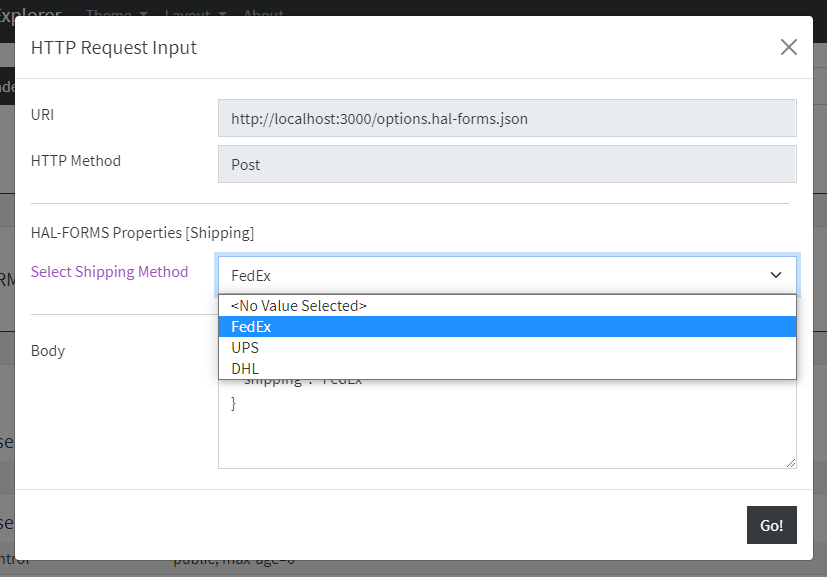 Explorer Theme Layout About
HTTP Request Input
URI
http://localhost:3000/options.hal-forms.json
HTTP Method
Post
HAL-FORMS Properties [Shipping]
Select Shipping Method
FedEx
<No Value Selected>
FedEx
UPS
DHL
Body
"shipping": "FedEx"
}
Go!
public, max-age=0